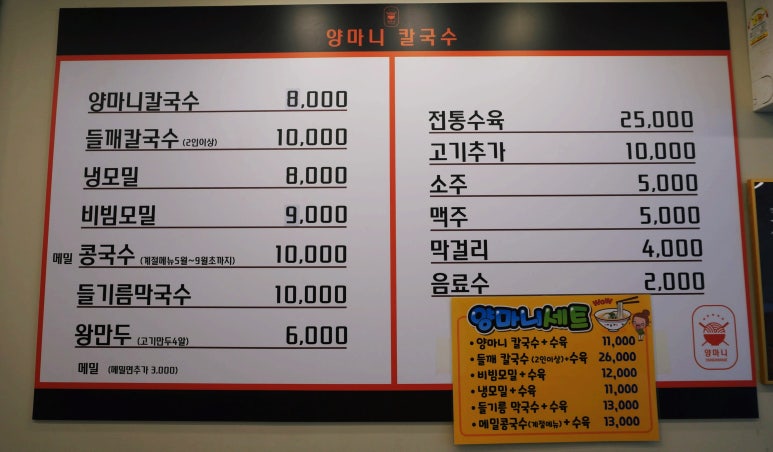 양마니 칼국수
양마니칼국수 8,000
들깨칼국수 (2인이상) 10,000
냉모밀 8,000
비빔모밀 9,000
메밀 콩국수 (계절메뉴5월~9월초까지) 10,000
들기름막국수 10,000
왕만두 (고기만두4알) 6,000
메밀 (메밀면추가 3,000)
전통수육 25,000
고기추가 10,000
소주 5,000
맥주 5,000
막걸리 4,000
음료수 2,000
양마니세트 WOW
• 양마니 칼국수 + 수육 11,000
• 들깨 칼국수 (2인이상) + 수육 26,000
• 비빔모밀 + 수육 12,000
• 냉모밀 + 수육 11,000
• 들기름 막국수 + 수육 13,000
• 메밀콩국수(계절메뉴) + 수육 13,000
양마니